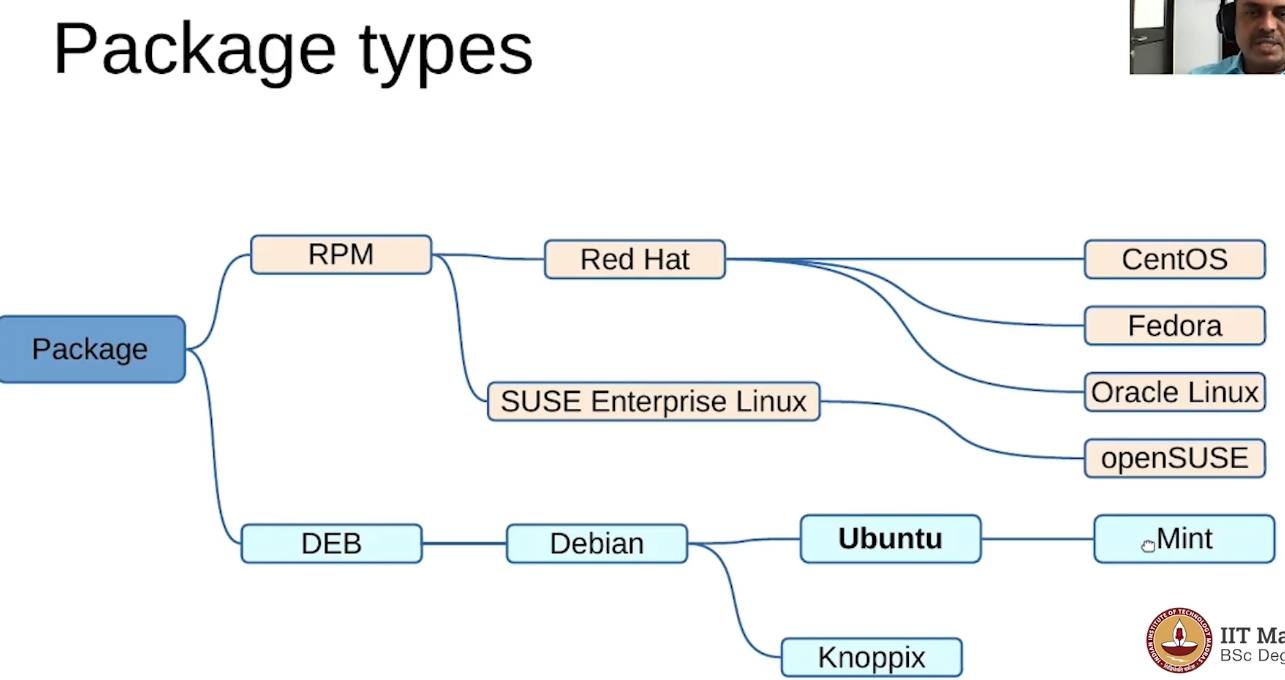 Package types
RPM
Red Hat
CentOS
Fedora
Package
Oracle Linux
SUSE Enterprise Linux
openSUSE
DEB
Debian
Ubuntu
Mint
Knoppix
IIT Ma
BSc Deg